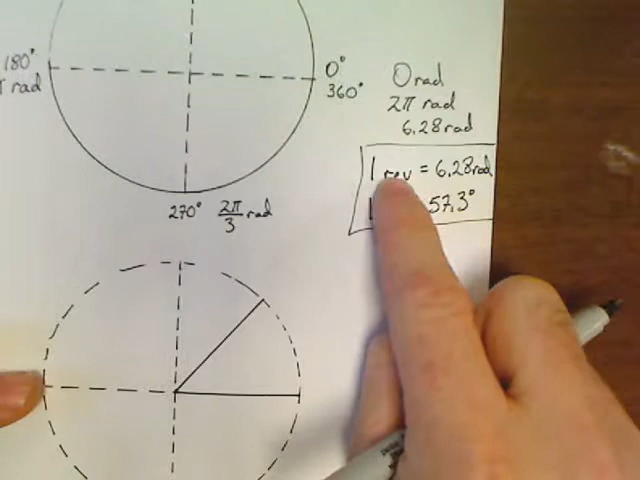 180°
π rad
0°
360°
0 rad
2π rad
6.28 rad
1 rev = 6.28 rad
57.3°
270° 2π/3 rad